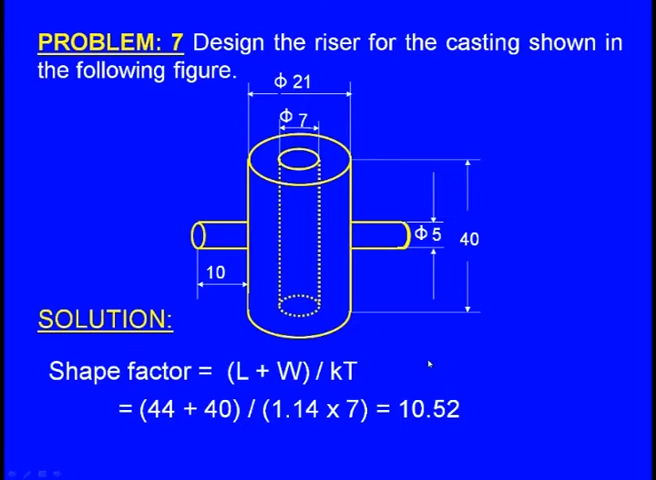 PROBLEM: 7 Design the riser for the casting shown in
the following figure.
Φ 21
Φ 7
Φ 5
40
10
SOLUTION:
Shape factor = (L + W) / kT
= (44 + 40) / (1.14 x 7) = 10.52